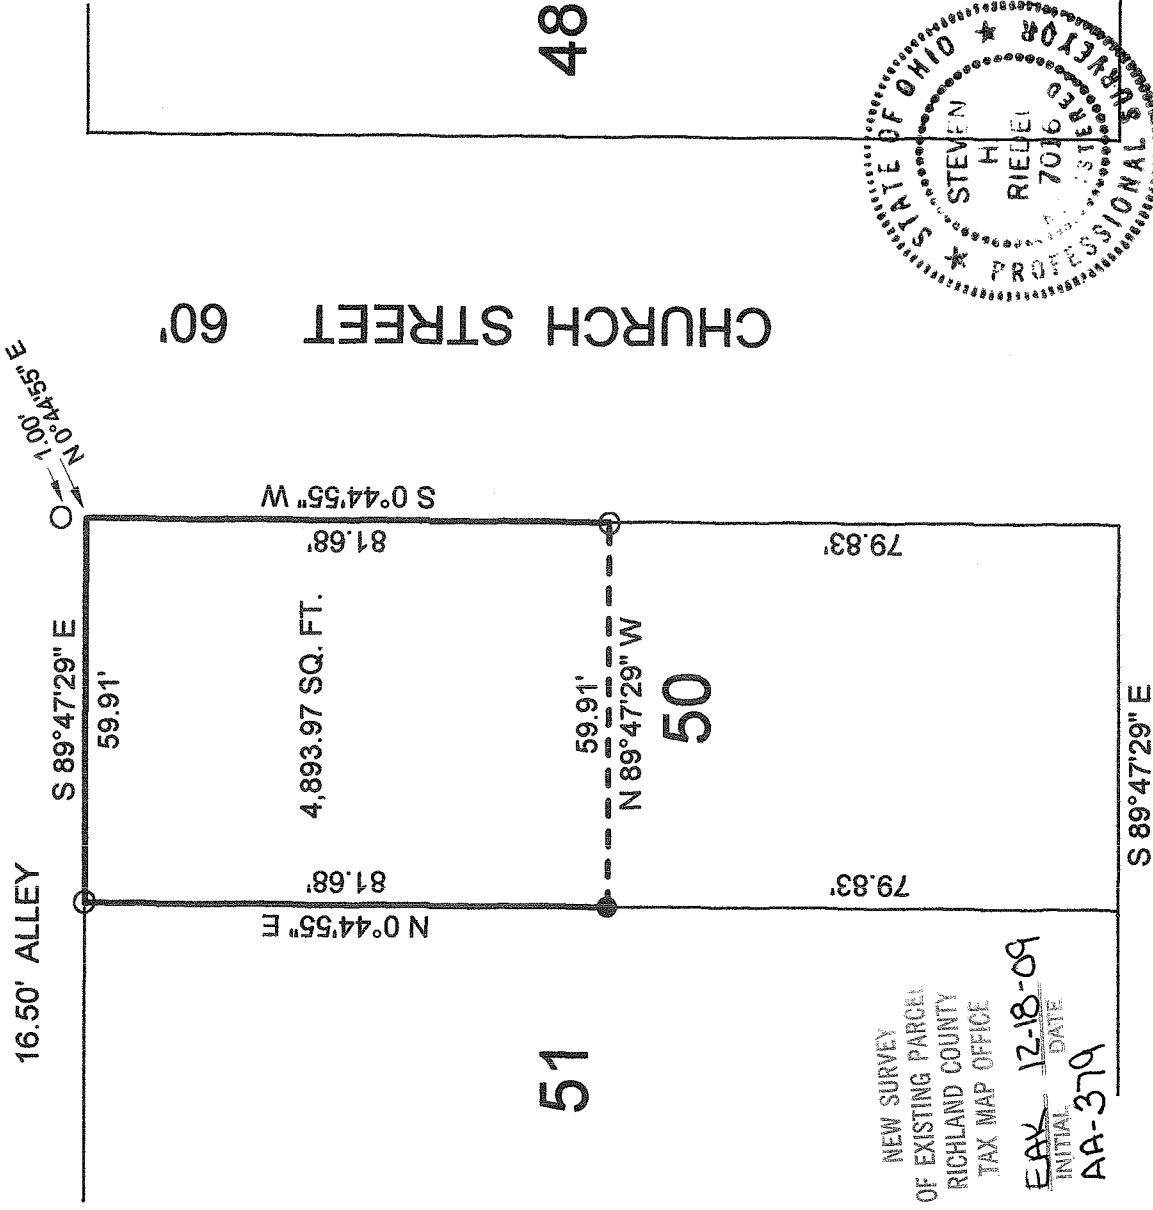 48
16.50' ALLEY
S 89°47'29" E
59.91'
1.00'
N 0°44'55" E
S 0°44'55" W
81.68'
4,893.97 SQ. FT.
81.68'
N 0°44'55" E
CHURCH STREET 60'
59.91'
N 89°47'29" W
50
51
79.83'
79.83'
S 89°47'29" E
STATE OF OHIO
STEVEN
H
RIEDEL
7016
PROFESSIONAL SURVEYOR
NEW SURVEY
OF EXISTING PARCEL
RICHLAND COUNTY
TAX MAP OFFICE
EAK 12-18-09
INITIAL DATE
AA-379